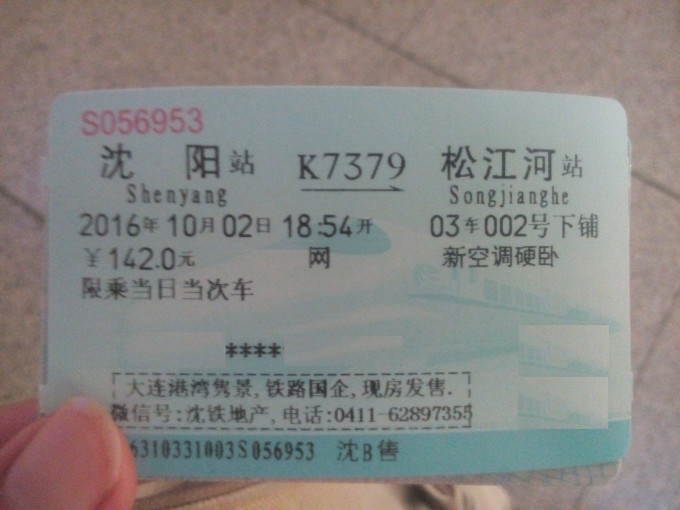 S056953
沈阳站 K7379 松江河站
Shenyang Songjianghe
2016年10月02日 18:54开 03车002号下铺
¥142.0元 网 新空调硬卧
限乘当日当次车
****
大连港湾隽景,铁路国企,现房发售.
微信号:沈铁地产,电话:0411-62897355
6310331003S056953 沈B售